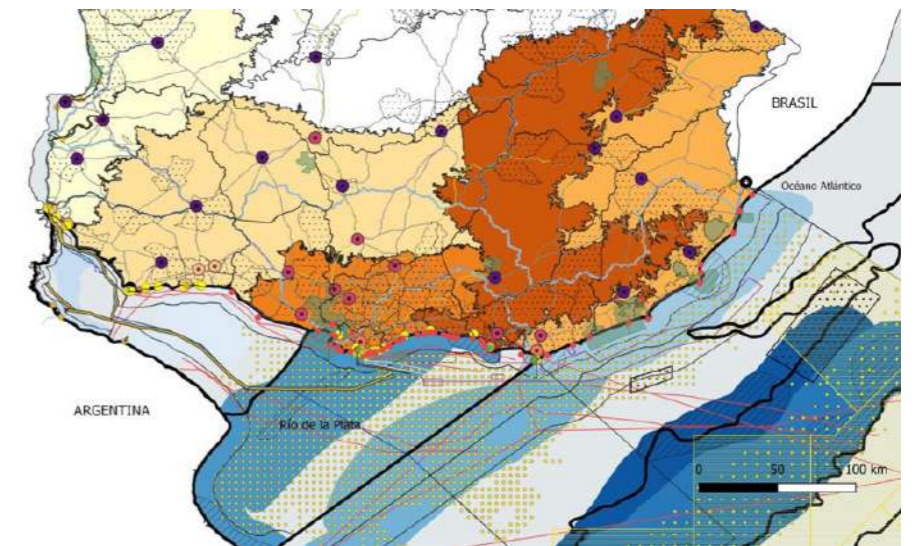 BRASIL
Océano Atlántico
ARGENTINA
Río de la Plata
0 50 100 km